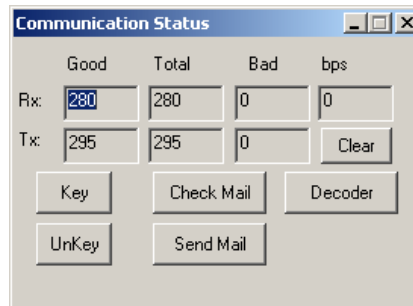 Communication Status
Good Total Bad bps
Rx: 280 280 0 0
Tx: 295 295 0 Clear
Key Check Mail Decoder
UnKey Send Mail